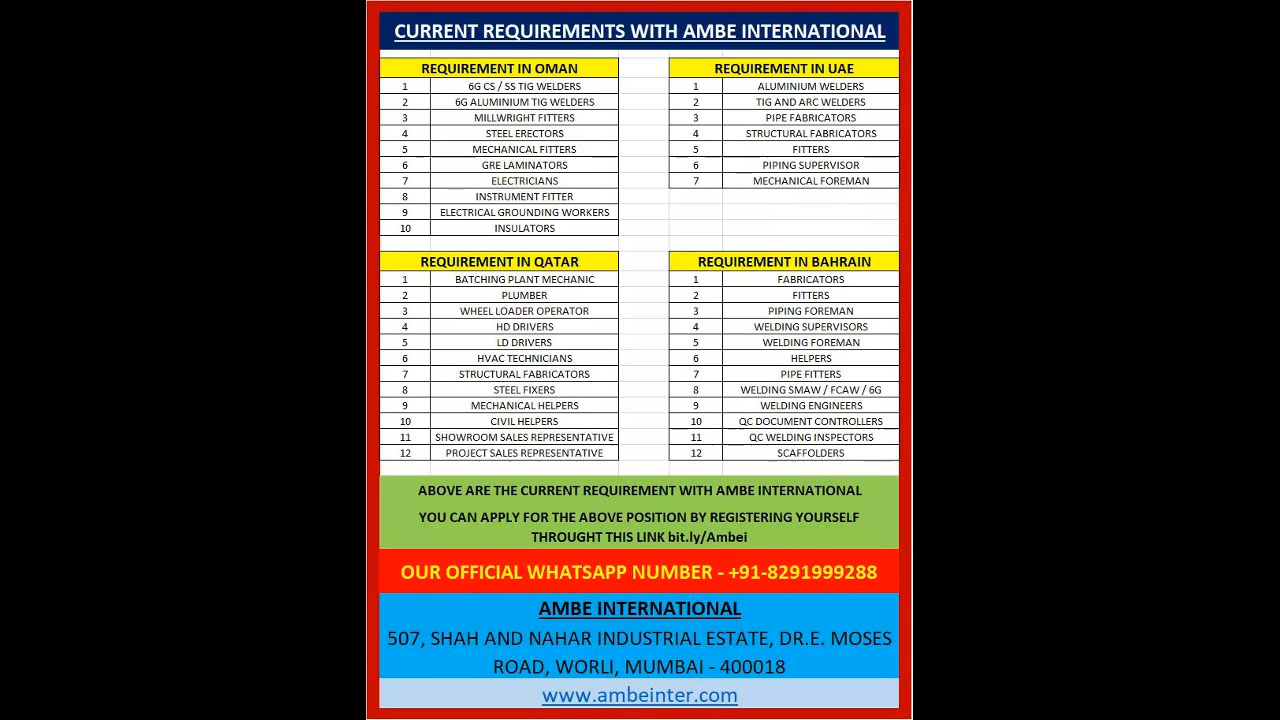 CURRENT REQUIREMENTS WITH AMBE INTERNATIONAL
REQUIREMENT IN OMAN
1 6G CS / SS TIG WELDERS
2 6G ALUMINIUM TIG WELDERS
3 MILLWRIGHT FITTERS
4 STEEL ERECTORS
5 MECHANICAL FITTERS
6 GRE LAMINATORS
7 ELECTRICIANS
8 INSTRUMENT FITTER
9 ELECTRICAL GROUNDING WORKERS
10 INSULATORS
REQUIREMENT IN UAE
1 ALUMINIUM WELDERS
2 TIG AND ARC WELDERS
3 PIPE FABRICATORS
4 STRUCTURAL FABRICATORS
5 FITTERS
6 PIPING SUPERVISOR
7 MECHANICAL FOREMAN
REQUIREMENT IN QATAR
1 BATCHING PLANT MECHANIC
2 PLUMBER
3 WHEEL LOADER OPERATOR
4 HD DRIVERS
5 LD DRIVERS
6 HVAC TECHNICIANS
7 STRUCTURAL FABRICATORS
8 STEEL FIXERS
9 MECHANICAL HELPERS
10 CIVIL HELPERS
11 SHOWROOM SALES REPRESENTATIVE
12 PROJECT SALES REPRESENTATIVE
REQUIREMENT IN BAHRAIN
1 FABRICATORS
2 FITTERS
3 PIPING FOREMAN
4 WELDING SUPERVISORS
5 WELDING FOREMAN
6 HELPERS
7 PIPE FITTERS
8 WELDING SMAW / FCAW / 6G
9 WELDING ENGINEERS
10 QC DOCUMENT CONTROLLERS
11 QC WELDING INSPECTORS
12 SCAFFOLDERS
ABOVE ARE THE CURRENT REQUIREMENT WITH AMBE INTERNATIONAL
YOU CAN APPLY FOR THE ABOVE POSITION BY REGISTERING YOURSELF
THROUGHT THIS LINK bit.ly/Ambei
OUR OFFICIAL WHATSAPP NUMBER - +91-8291999288
AMBE INTERNATIONAL
507, SHAH AND NAHAR INDUSTRIAL ESTATE, DR.E. MOSES
ROAD, WORLI, MUMBAI - 400018
www.ambeinter.com